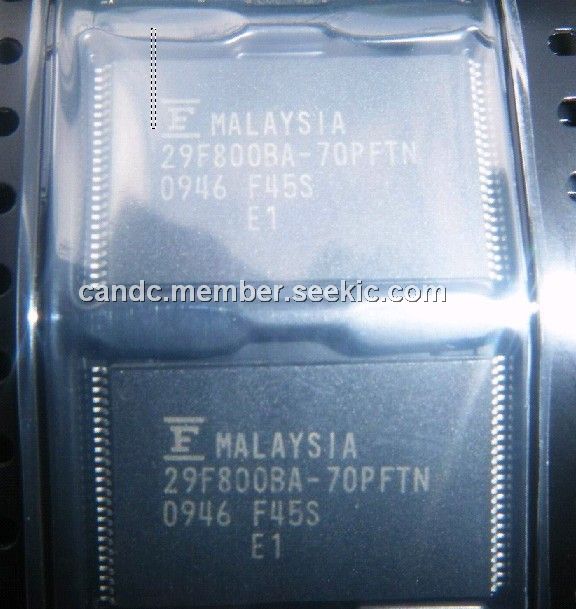 F MALAYSIA
29F800BA-70PFTN
0946 F45S
E1
candc.member.seekic.com
F MALAYSIA
29F800BA-70PFTN
0946 F45S
E1